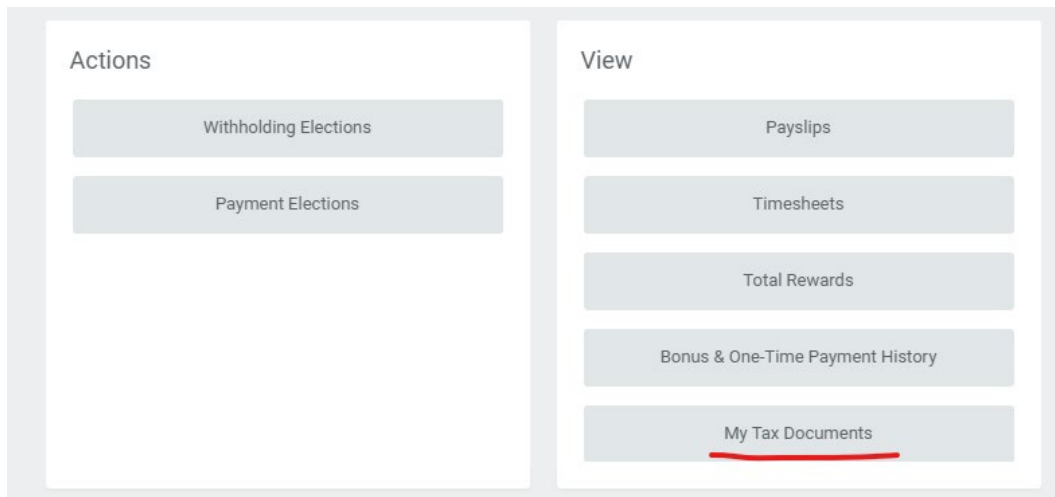 Actions
Withholding Elections
Payment Elections
View
Payslips
Timesheets
Total Rewards
Bonus & One-Time Payment History
My Tax Documents